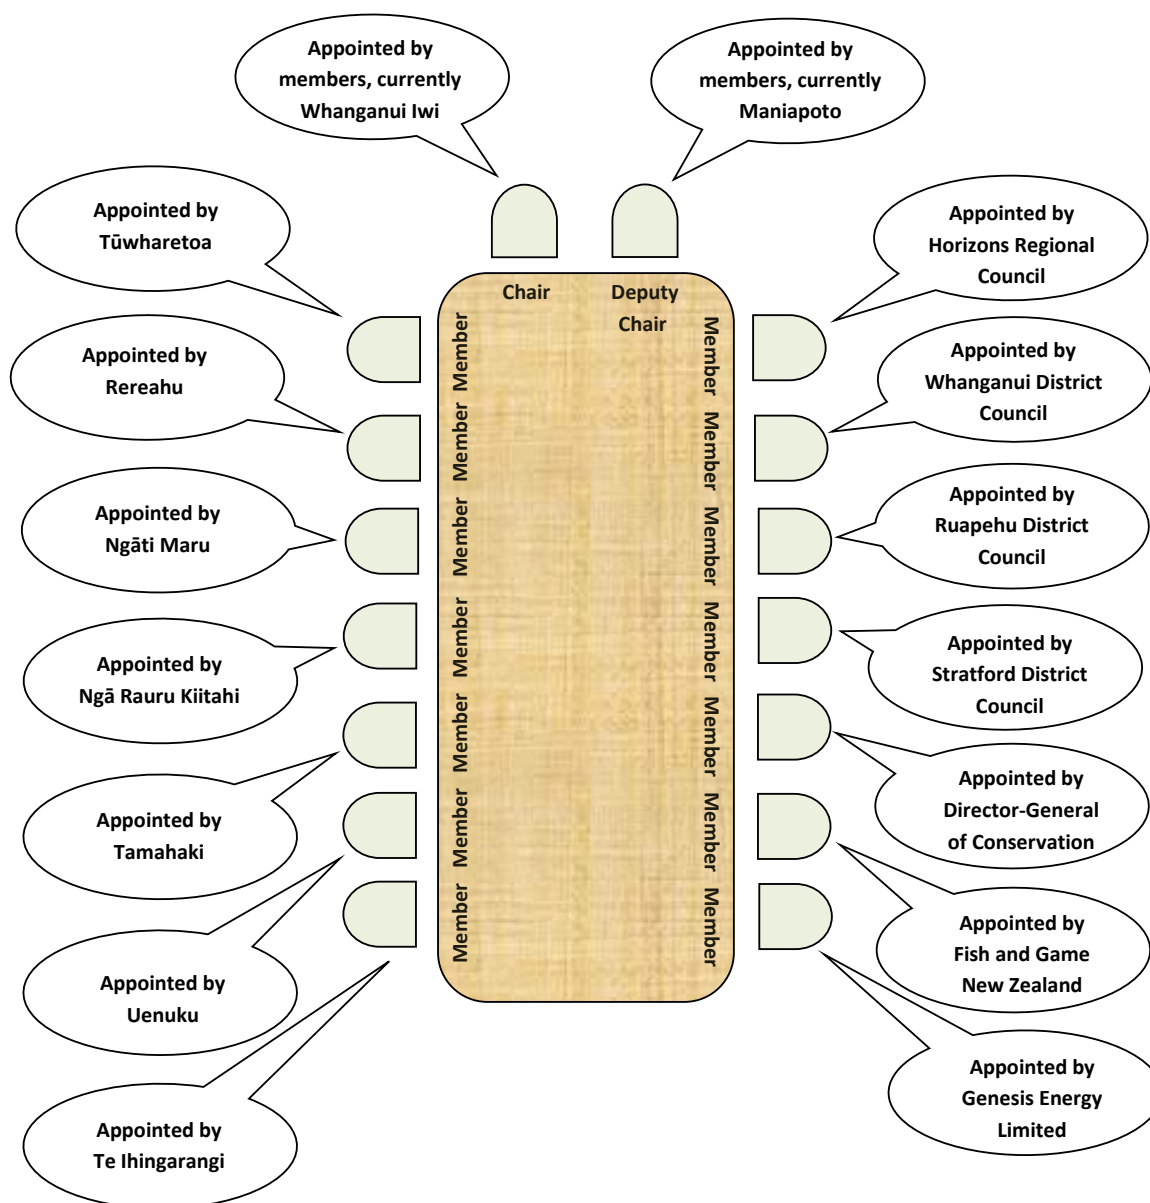 Appointed by
members, currently
Whanganui Iwi
Appointed by
members, currently
Maniapoto
Appointed by
Tūwharetoa
Appointed by
Horizons Regional
Council
Chair
Deputy
Chair
Member
Member
Appointed by
Rereahu
Appointed by
Whanganui District
Council
Member
Member
Appointed by
Ngāti Maru
Appointed by
Ruapehu District
Council
Member
Member
Appointed by
Ngā Rauru Kiitahi
Appointed by
Stratford District
Council
Member
Member
Appointed by
Tamahaki
Appointed by
Director-General
of Conservation
Member
Member
Appointed by
Uenuku
Appointed by
Fish and Game
New Zealand
Member
Member
Appointed by
Te Ihingarangi
Appointed by
Genesis Energy
Limited
Member
Member